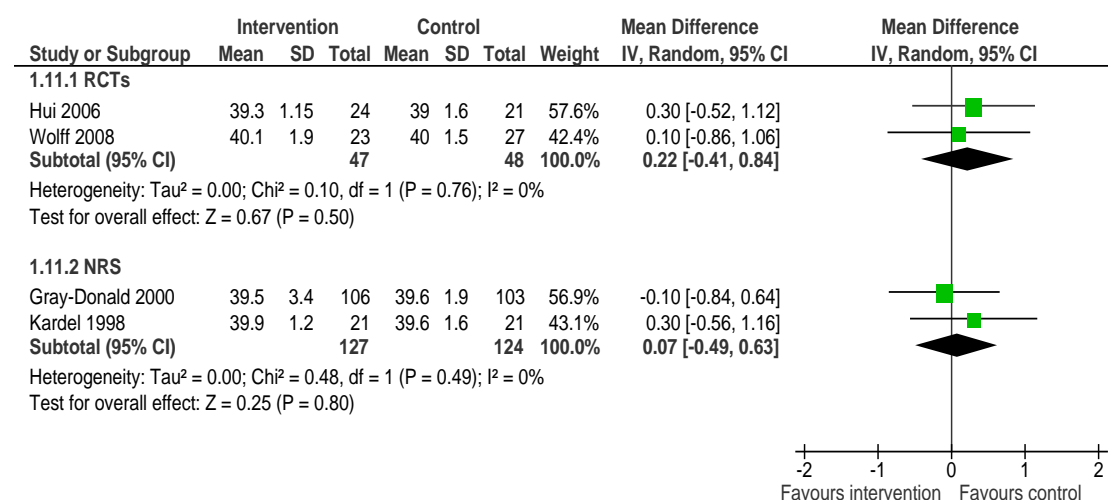 Intervention Control Mean Difference Mean Difference
Study or Subgroup Mean SD Total Mean SD Total Weight IV, Random, 95% CI IV, Random, 95% CI
1.11.1 RCTs
Hui 2006 39.3 1.15 24 39 1.6 21 57.6% 0.30 [-0.52, 1.12]
Wolff 2008 40.1 1.9 23 40 1.5 27 42.4% 0.10 [-0.86, 1.06]
Subtotal (95% CI) 47 48 100.0% 0.22 [-0.41, 0.84]
Heterogeneity: Tau² = 0.00; Chi² = 0.10, df = 1 (P = 0.76); I² = 0%
Test for overall effect: Z = 0.67 (P = 0.50)
1.11.2 NRS
Gray-Donald 2000 39.5 3.4 106 39.6 1.9 103 56.9% -0.10 [-0.84, 0.64]
Kardel 1998 39.9 1.2 21 39.6 1.6 21 43.1% 0.30 [-0.56, 1.16]
Subtotal (95% CI) 127 124 100.0% 0.07 [-0.49, 0.63]
Heterogeneity: Tau² = 0.00; Chi² = 0.48, df = 1 (P = 0.49); I² = 0%
Test for overall effect: Z = 0.25 (P = 0.80)
-2 -1 0 1 2
Favours intervention Favours control